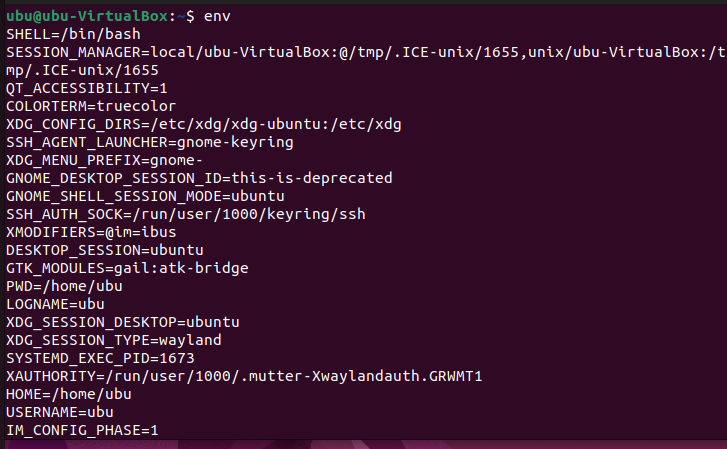 ubu@ubu-VirtualBox:~$ env
SHELL=/bin/bash
SESSION_MANAGER=local/ubu-VirtualBox:@/tmp/.ICE-unix/1655,unix/ubu-VirtualBox:/t
mp/.ICE-unix/1655
QT_ACCESSIBILITY=1
COLORTERM=truecolor
XDG_CONFIG_DIRS=/etc/xdg/xdg-ubuntu:/etc/xdg
SSH_AGENT_LAUNCHER=gnome-keyring
XDG_MENU_PREFIX=gnome-
GNOME_DESKTOP_SESSION_ID=this-is-deprecated
GNOME_SHELL_SESSION_MODE=ubuntu
SSH_AUTH_SOCK=/run/user/1000/keyring/ssh
XMODIFIERS=@im=ibus
DESKTOP_SESSION=ubuntu
GTK_MODULES=gail:atk-bridge
PWD=/home/ubu
LOGNAME=ubu
XDG_SESSION_DESKTOP=ubuntu
XDG_SESSION_TYPE=wayland
SYSTEMD_EXEC_PID=1673
XAUTHORITY=/run/user/1000/.mutter-Xwaylandauth.GRWMT1
HOME=/home/ubu
USERNAME=ubu
IM_CONFIG_PHASE=1